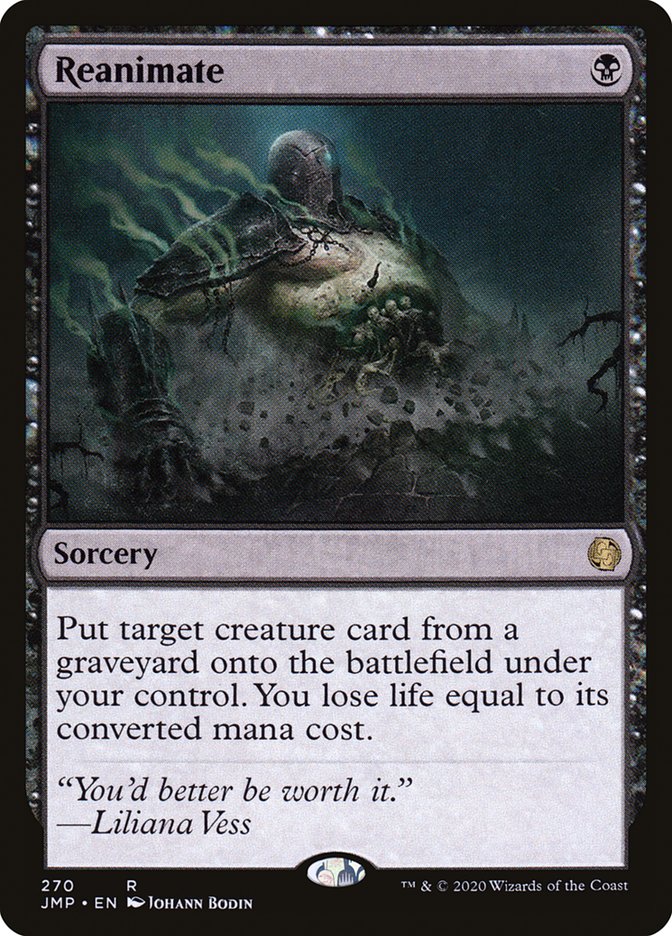 Reanimate
Sorcery
Put target creature card from a
graveyard onto the battlefield under
your control. You lose life equal to its
converted mana cost.
“You’d better be worth it.”
—Liliana Vess
270 R
JMP • EN Johann Bodin
™ & © 2020 Wizards of the Coast